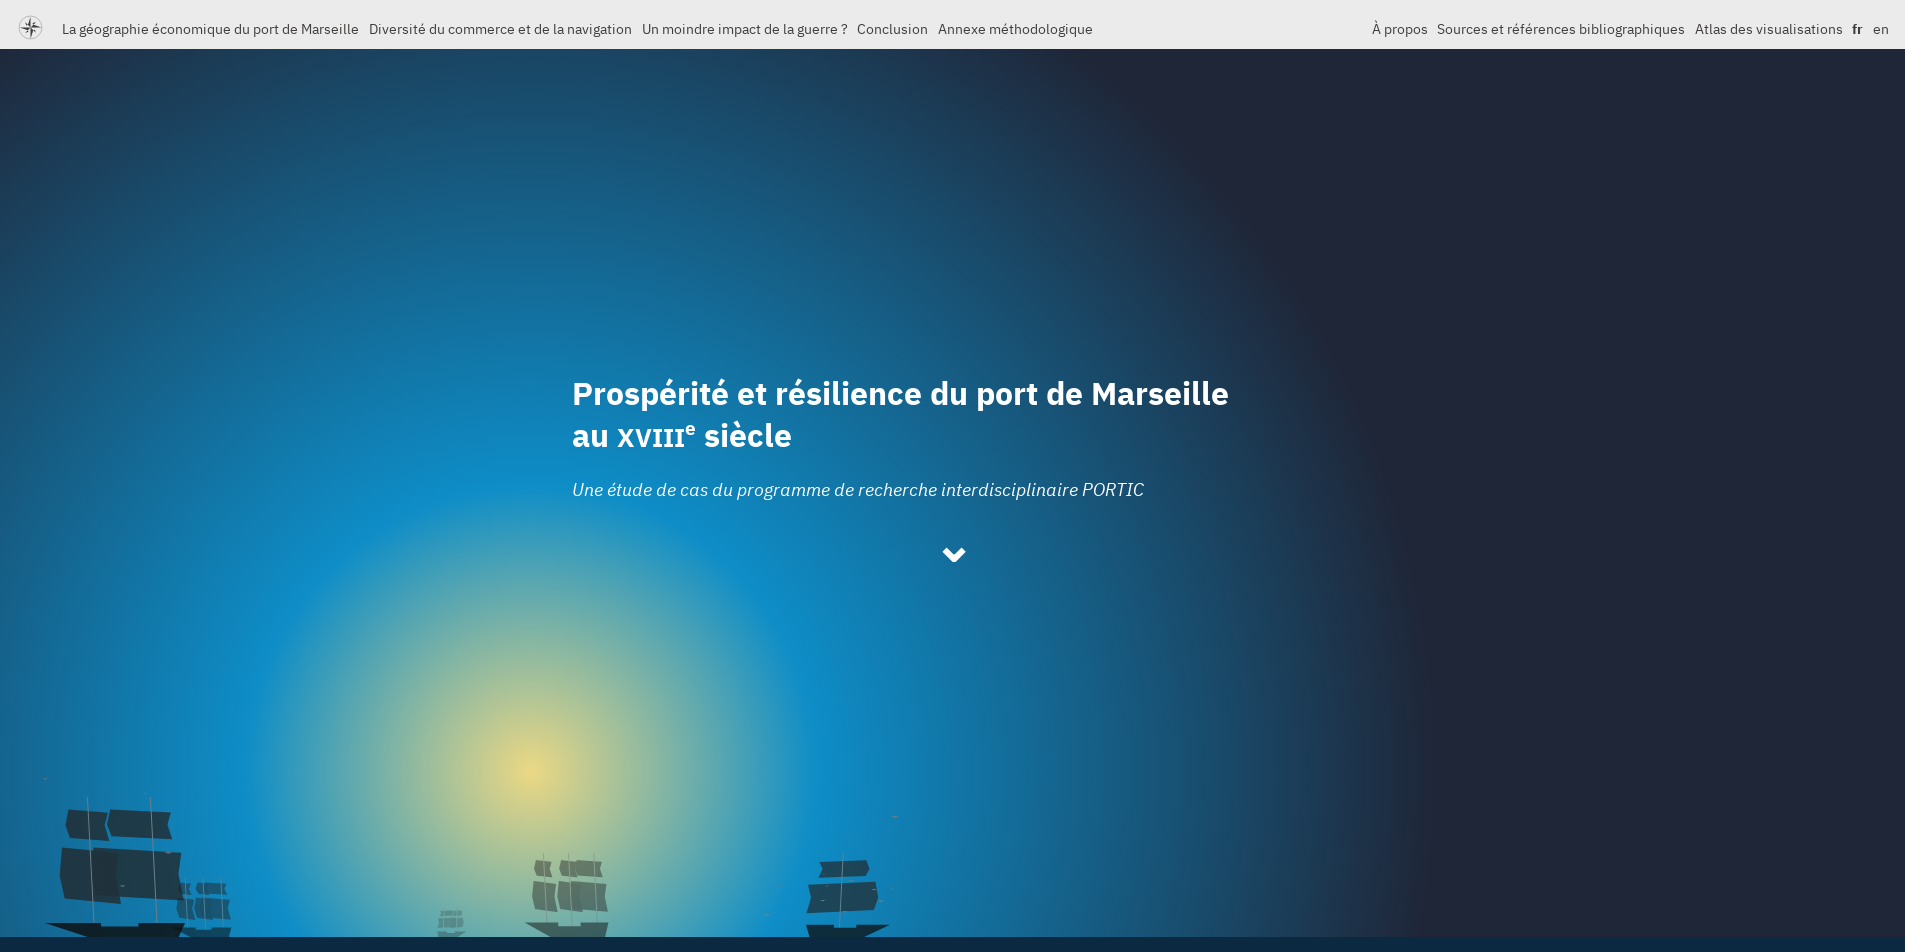 La géographie économique du port de Marseille Diversité du commerce et de la navigation Un moindre impact de la guerre ? Conclusion Annexe méthodologique À propos Sources et références bibliographiques Atlas des visualisations fr en
Prospérité et résilience du port de Marseille
au XVIIIe siècle
Une étude de cas du programme de recherche interdisciplinaire PORTIC